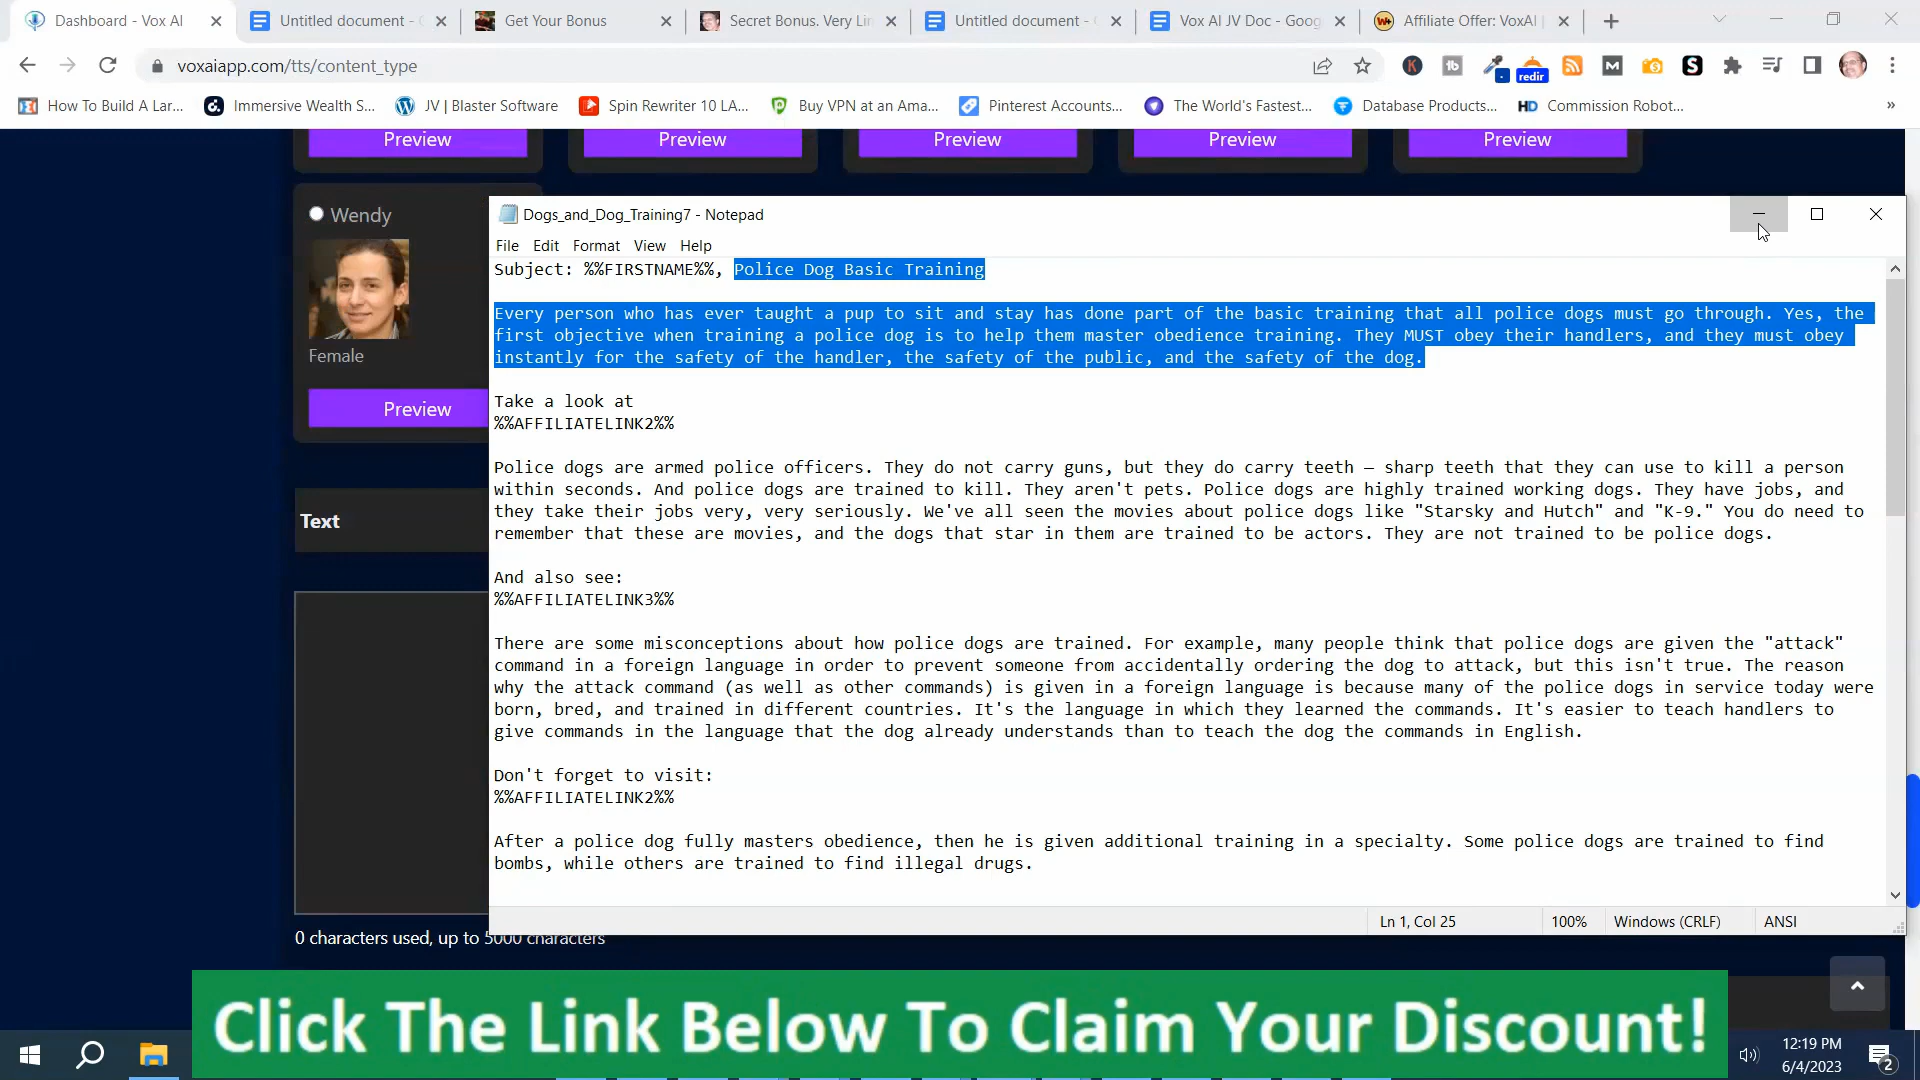 Dashboard - Vox AI
Untitled document -
Get Your Bonus
Secret Bonus. Very Li
Untitled document -
Vox AI JV Doc - Goog
Affiliate Offer: VoxAI |
voxaiapp.com/tts/content_type
redir
How To Build A Lar...
Immersive Wealth S...
JV | Blaster Software
Spin Rewriter 10 LA...
Buy VPN at an Ama...
Pinterest Accounts...
The World's Fastest...
Database Products...
HD Commission Robot...
Preview
Preview
Preview
Preview
Preview
Wendy
Female
Preview
Text
0 characters used, up to 5000 characters
Dogs_and_Dog_Training7 - Notepad
File Edit Format View Help
Subject: %%FIRSTNAME%%, Police Dog Basic Training
Every person who has ever taught a pup to sit and stay has done part of the basic training that all police dogs must go through. Yes, the
first objective when training a police dog is to help them master obedience training. They MUST obey their handlers, and they must obey
instantly for the safety of the handler, the safety of the public, and the safety of the dog.
Take a look at
%%AFFILIATELINK2%%
Police dogs are armed police officers. They do not carry guns, but they do carry teeth – sharp teeth that they can use to kill a person
within seconds. And police dogs are trained to kill. They aren't pets. Police dogs are highly trained working dogs. They have jobs, and
they take their jobs very, very seriously. We've all seen the movies about police dogs like "Starsky and Hutch" and "K-9." You do need to
remember that these are movies, and the dogs that star in them are trained to be actors. They are not trained to be police dogs.
And also see:
%%AFFILIATELINK3%%
There are some misconceptions about how police dogs are trained. For example, many people think that police dogs are given the "attack"
command in a foreign language in order to prevent someone from accidentally ordering the dog to attack, but this isn't true. The reason
why the attack command (as well as other commands) is given in a foreign language is because many of the police dogs in service today were
born, bred, and trained in different countries. It's the language in which they learned the commands. It's easier to teach handlers to
give commands in the language that the dog already understands than to teach the dog the commands in English.
Don't forget to visit:
%%AFFILIATELINK2%%
After a police dog fully masters obedience, then he is given additional training in a specialty. Some police dogs are trained to find
bombs, while others are trained to find illegal drugs.
Ln 1, Col 25
100%
Windows (CRLF)
ANSI
Click The Link Below To Claim Your Discount!
12:19 PM
6/4/2023
2